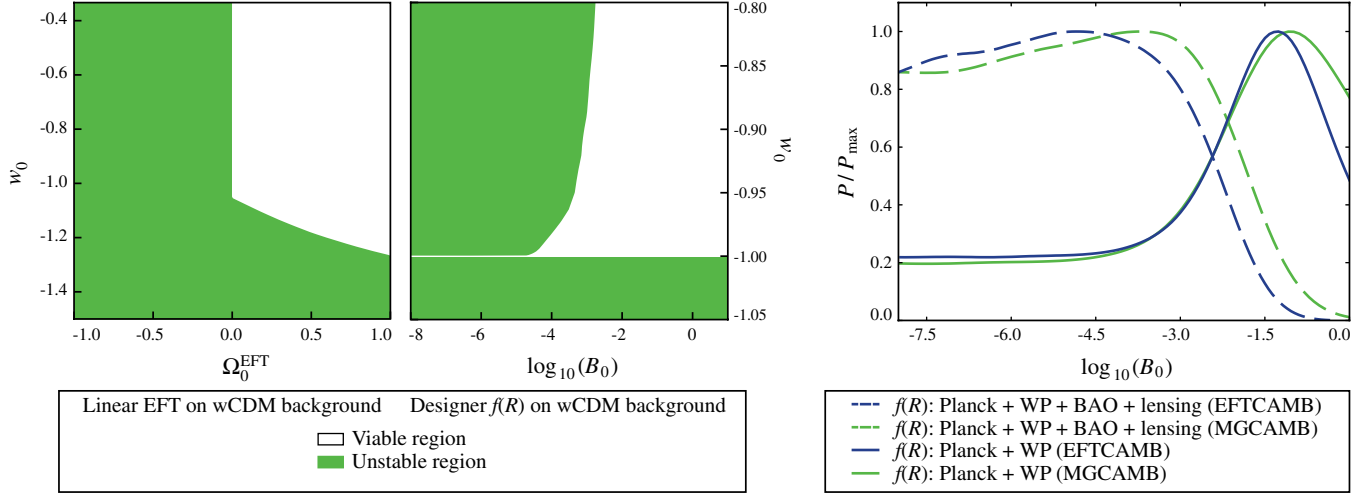 -0.4
-0.6
-0.8
-1.0
-1.2
-1.4
w0
-1.0
-0.5
0.0
0.5
1.0
Ω0^EFT
-0.80
-0.85
-0.90
-0.95
-1.00
-1.05
w0
-8
-6
-4
-2
0
log10(B0)
Linear EFT on wCDM background
Designer f(R) on wCDM background
Viable region
Unstable region
1.0
0.8
0.6
0.4
0.2
0.0
P/Pmax
-7.5
-6.0
-4.5
-3.0
-1.5
0.0
log10(B0)
f(R): Planck + WP + BAO + lensing (EFTCAMB)
f(R): Planck + WP + BAO + lensing (MGCAMB)
f(R): Planck + WP (EFTCAMB)
f(R): Planck + WP (MGCAMB)